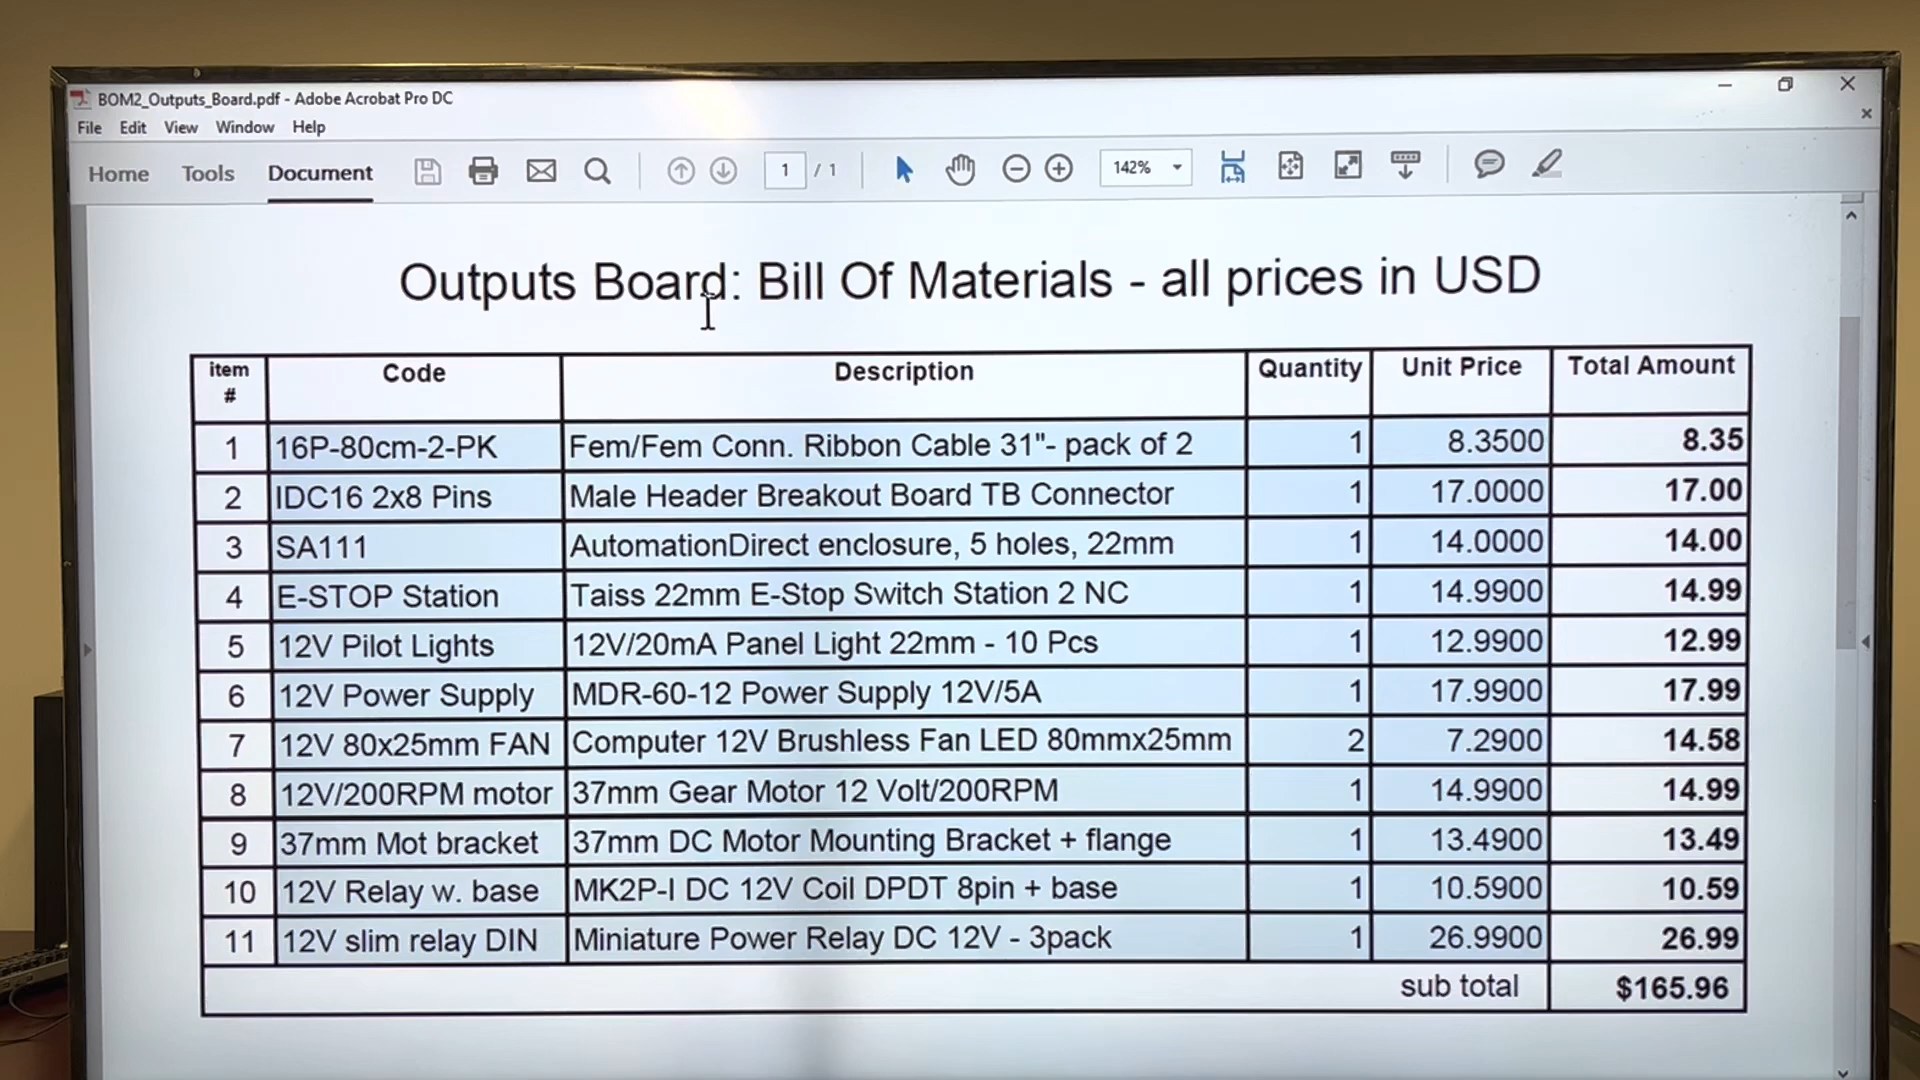 BOM2_Outputs_Board.pdf - Adobe Acrobat Pro DC
File Edit View Window Help
Home Tools Document 1 / 1 142%
Outputs Board: Bill Of Materials - all prices in USD
item # Code Description Quantity Unit Price Total Amount
1 16P-80cm-2-PK Fem/Fem Conn. Ribbon Cable 31"- pack of 2 1 8.3500 8.35
2 IDC16 2x8 Pins Male Header Breakout Board TB Connector 1 17.0000 17.00
3 SA111 AutomationDirect enclosure, 5 holes, 22mm 1 14.0000 14.00
4 E-STOP Station Taiss 22mm E-Stop Switch Station 2 NC 1 14.9900 14.99
5 12V Pilot Lights 12V/20mA Panel Light 22mm - 10 Pcs 1 12.9900 12.99
6 12V Power Supply MDR-60-12 Power Supply 12V/5A 1 17.9900 17.99
7 12V 80x25mm FAN Computer 12V Brushless Fan LED 80mmx25mm 2 7.2900 14.58
8 12V/200RPM motor 37mm Gear Motor 12 Volt/200RPM 1 14.9900 14.99
9 37mm Mot bracket 37mm DC Motor Mounting Bracket + flange 1 13.4900 13.49
10 12V Relay w. base MK2P-I DC 12V Coil DPDT 8pin + base 1 10.5900 10.59
11 12V slim relay DIN Miniature Power Relay DC 12V - 3pack 1 26.9900 26.99
sub total $165.96